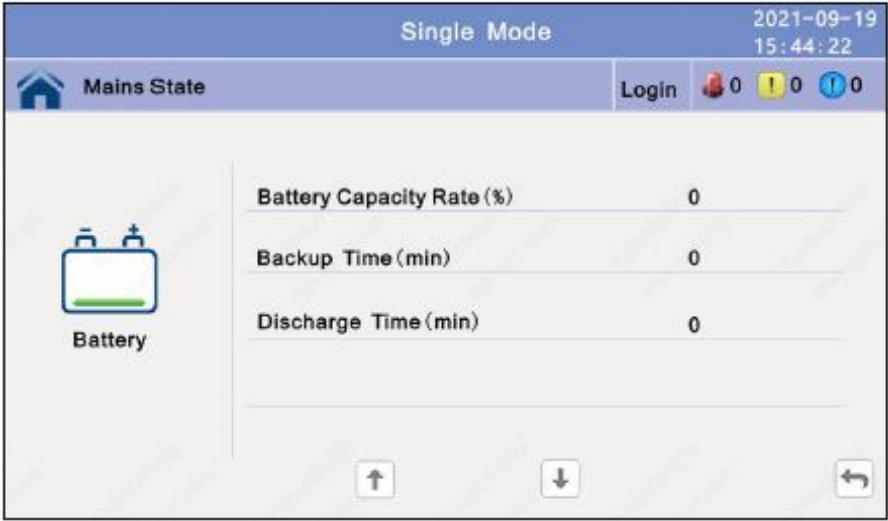 Single Mode
2021-09-19
15:44:22
Mains State
Login
0
! 0
! 0
Battery Capacity Rate(%) 0
Backup Time(min) 0
Discharge Time(min) 0
Battery